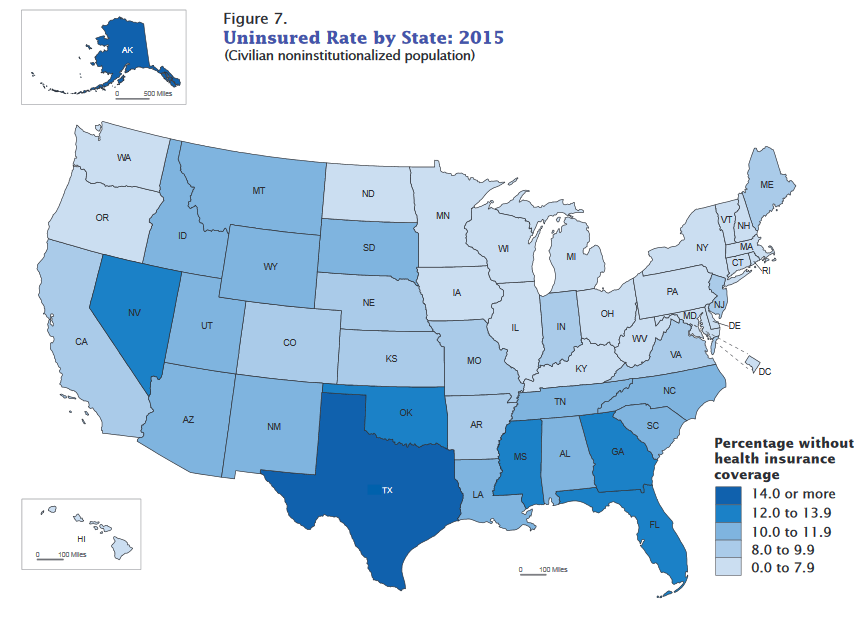 Figure 7.
Uninsured Rate by State: 2015
(Civilian noninstitutionalized population)
AK
0 500 Miles
WA
MT
ND
MN
ME
OR
ID
SD
WI
MI
NY
VT
NH
MA
CT
RI
WY
IA
PA
NJ
NE
NV
UT
CO
IL
IN
OH
MD
DE
WV
VA
DC
CA
KS
MO
KY
NC
TN
AZ
NM
OK
AR
SC
MS
AL
GA
TX
LA
FL
HI
0 100 Miles
0 100 Miles
Percentage without
health insurance
coverage
14.0 or more
12.0 to 13.9
10.0 to 11.9
8.0 to 9.9
0.0 to 7.9